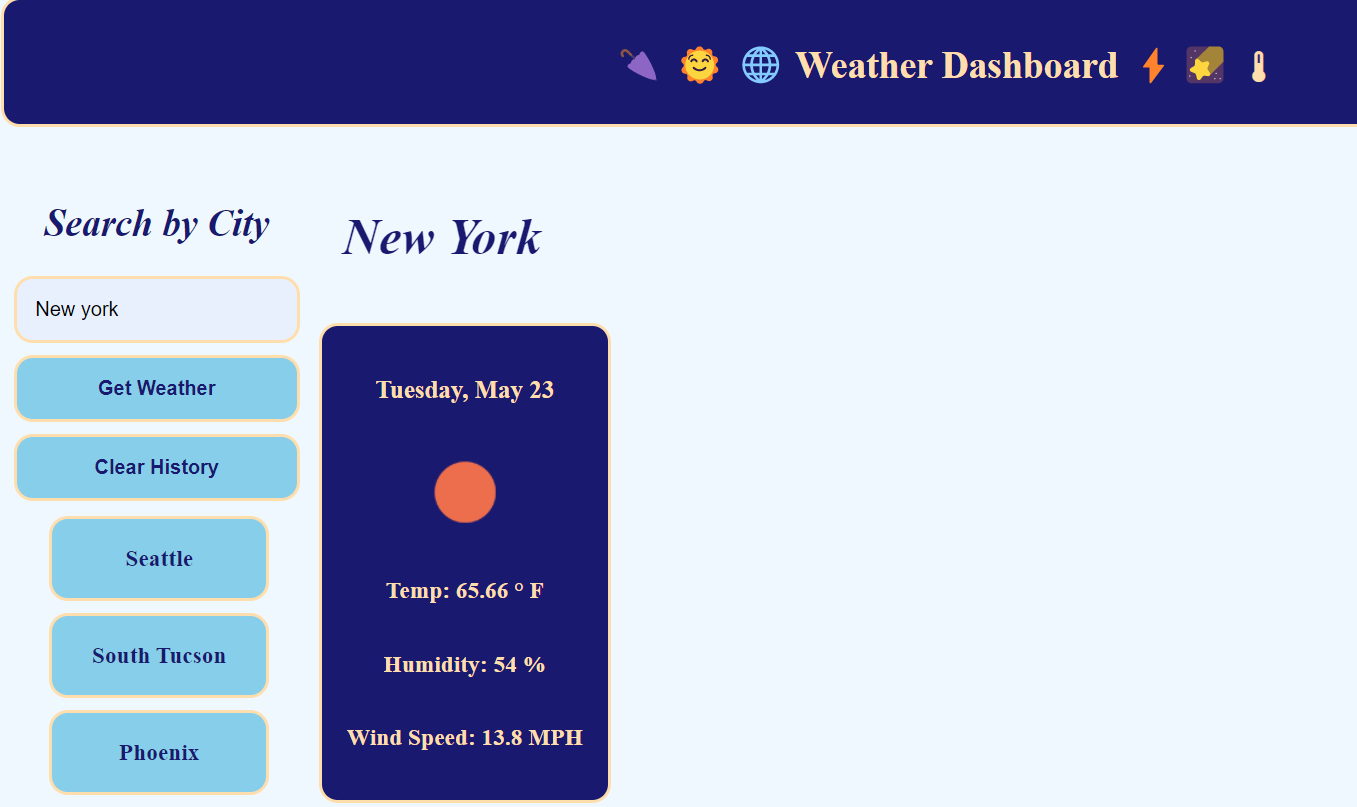 Weather Dashboard
Search by City
New york
Get Weather
Clear History
Seattle
South Tucson
Phoenix
New York
Tuesday, May 23
Temp: 65.66 ° F
Humidity: 54 %
Wind Speed: 13.8 MPH